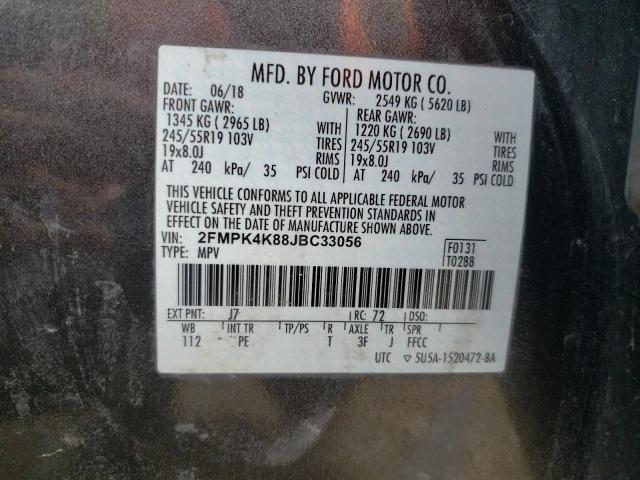 MFD. BY FORD MOTOR CO.
DATE: 06/18 GVWR: 2549 KG ( 5620 LB)
FRONT GAWR: REAR GAWR:
1345 KG ( 2965 LB) WITH 1220 KG ( 2690 LB) WITH
245/55R19 103V TIRES 245/55R19 103V TIRES
19x8.0J RIMS 19x8.0J RIMS
AT 240 kPa/ 35 PSI COLD AT 240 kPa/ 35 PSI COLD
THIS VEHICLE CONFORMS TO ALL APPLICABLE FEDERAL MOTOR
VEHICLE SAFETY AND THEFT PREVENTION STANDARDS IN
EFFECT ON THE DATE OF MANUFACTURE SHOWN ABOVE.
VIN: 2FMPK4K88JBC33056 F0131
TYPE: MPV T0288
EXT PNT: J7 RC: 72 DSO:
WB INT TR TP/PS R AXLE TR SPR
112 PE T 3F J FFCC
UTC ▽ 5U5A-1520472-BA